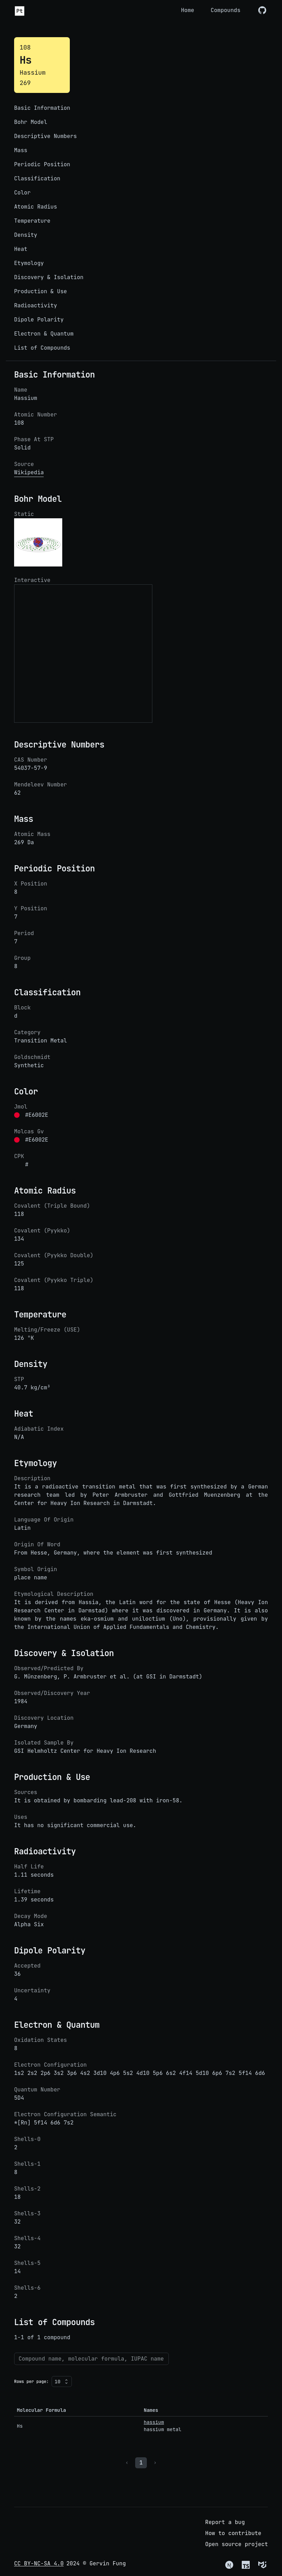 Pt
Home
Compounds
108
Hs
Hassium
269
Basic Information
Bohr Model
Descriptive Numbers
Mass
Periodic Position
Classification
Color
Atomic Radius
Temperature
Density
Heat
Etymology
Discovery & Isolation
Production & Use
Radioactivity
Dipole Polarity
Electron & Quantum
List of Compounds
Basic Information
Name
Hassium
Atomic Number
108
Phase At STP
Solid
Source
Wikipedia
Bohr Model
Static
Interactive
Descriptive Numbers
CAS Number
54037-57-9
Mendeleev Number
62
Mass
Atomic Mass
269 Da
Periodic Position
X Position
8
Y Position
7
Period
7
Group
8
Classification
Block
d
Category
Transition Metal
Goldschmidt
Synthetic
Color
Jmol
#E6002E
Molcas Gv
#E6002E
CPK
#
Atomic Radius
Covalent (Triple Bound)
118
Covalent (Pyykko)
134
Covalent (Pyykko Double)
125
Covalent (Pyykko Triple)
118
Temperature
Melting/Freeze (USE)
126 °K
Density
STP
40.7 kg/cm³
Heat
Adiabatic Index
N/A
Etymology
Description
It is a radioactive transition metal that was first synthesized by a German
research team led by Peter Armbruster and Gottfried Muenzenberg at the
Center for Heavy Ion Research in Darmstadt.
Language Of Origin
Latin
Origin Of Word
From Hesse, Germany, where the element was first synthesized
Symbol Origin
place name
Etymological Description
It is derived from Hassia, the Latin word for the state of Hesse (Heavy Ion
Research Center in Darmstad) where it was discovered in Germany. It is also
known by the names eka-osmium and uniloctium (Uno), provisionally given by
the International Union of Applied Fundamentals and Chemistry.
Discovery & Isolation
Observed/Predicted By
G. Münzenberg, P. Armbruster et al. (at GSI in Darmstadt)
Observed/Discovery Year
1984
Discovery Location
Germany
Isolated Sample By
GSI Helmholtz Center for Heavy Ion Research
Production & Use
Sources
It is obtained by bombarding lead-208 with iron-58.
Uses
It has no significant commercial use.
Radioactivity
Half Life
1.11 seconds
Lifetime
1.39 seconds
Decay Mode
Alpha Six
Dipole Polarity
Accepted
36
Uncertainty
4
Electron & Quantum
Oxidation States
8
Electron Configuration
1s2 2s2 2p6 3s2 3p6 4s2 3d10 4p6 5s2 4d10 5p6 6s2 4f14 5d10 6p6 7s2 5f14 6d6
Quantum Number
5D4
Electron Configuration Semantic
*[Rn] 5f14 6d6 7s2
Shells-0
2
Shells-1
8
Shells-2
18
Shells-3
32
Shells-4
32
Shells-5
14
Shells-6
2
List of Compounds
1-1 of 1 compound
Compound name, molecular formula, IUPAC name
Rows per page: 10
Molecular Formula
Names
Hs
hassium
hassium metal
1
Report a bug
How to contribute
Open source project
CC BY-NC-SA 4.0 2024 © Gervin Fung
TS